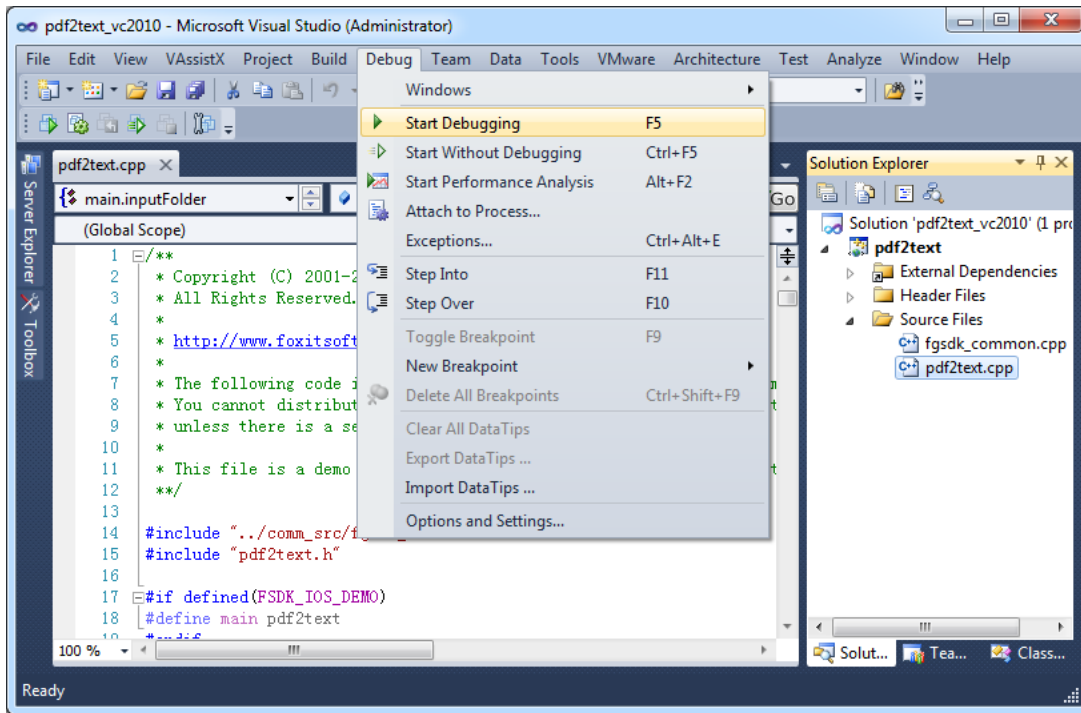 pdf2text_vc2010 - Microsoft Visual Studio (Administrator)
File Edit View VAssistX Project Build Debug Team Data Tools VMware Architecture Test Analyze Window Help
Windows
Start Debugging F5
Start Without Debugging Ctrl+F5
Start Performance Analysis Alt+F2
Attach to Process...
Exceptions... Ctrl+Alt+E
Step Into F11
Step Over F10
Toggle Breakpoint F9
New Breakpoint
Delete All Breakpoints Ctrl+Shift+F9
Clear All DataTips
Export DataTips ...
Import DataTips ...
Options and Settings...
Server Explorer
Toolbox
pdf2text.cpp
main.inputFolder
Go
(Global Scope)
1 /**
2 * Copyright (C) 2001-2
3 * All Rights Reserved.
4 *
5 * http://www.foxitsoft
6 *
7 * The following code i
8 * You cannot distribut
9 * unless there is a se
10 *
11 * This file is a demo
12 **/
13
14 #include "../comm_src/f
15 #include "pdf2text.h"
16
17 #if defined(FSDK_IOS_DEMO)
18 #define main pdf2text
19 #endif
100 %
Solution Explorer
Solution 'pdf2text_vc2010' (1 pro
pdf2text
External Dependencies
Header Files
Source Files
fgsdk_common.cpp
pdf2text.cpp
Solut... Tea... Class...
Ready